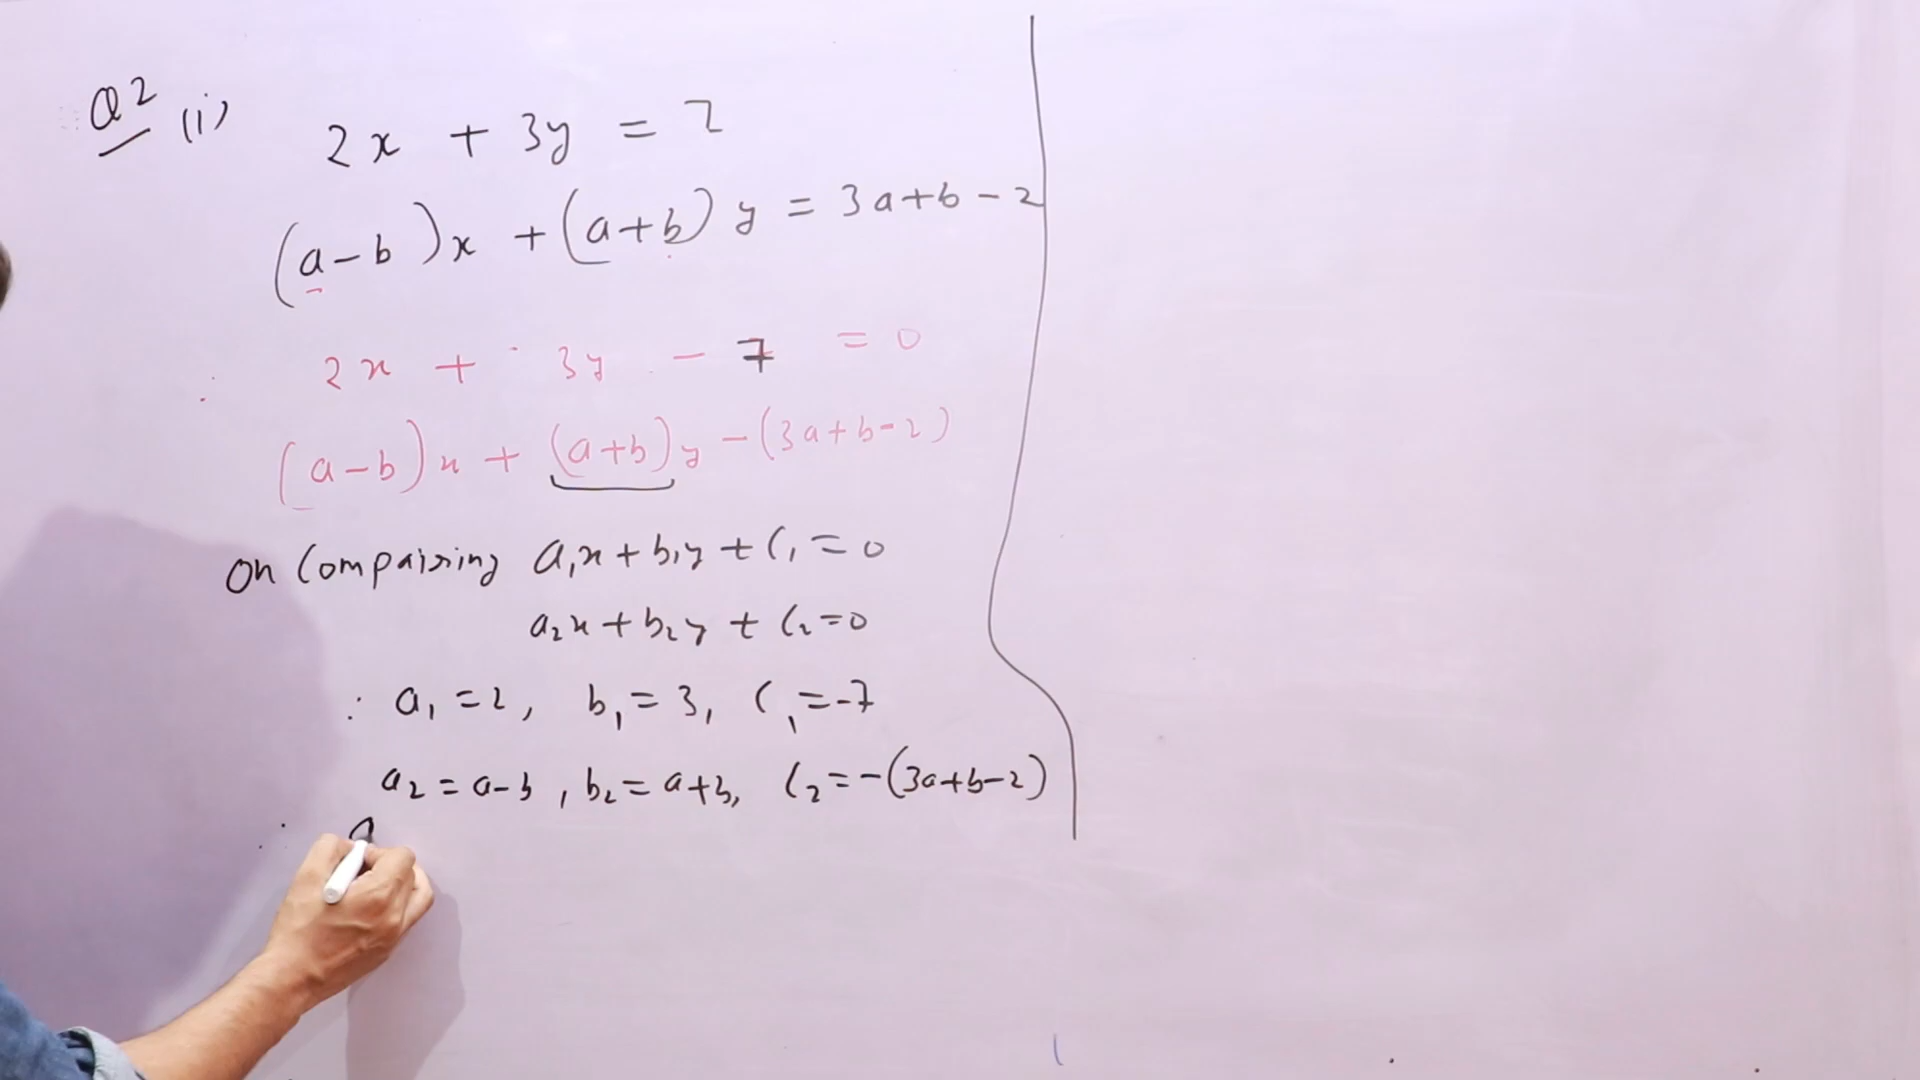 Q2 (i) 2x + 3y = 7
(a-b)x + (a+b)y = 3a+b-2
2x + 3y - 7 = 0
(a-b)x + (a+b)y -(3a+b-2)
On Compairing a₁x + b₁y + C₁ = 0
a₂x + b₂y + C₂ = 0
∴ a₁ = 2, b₁ = 3, C₁ = -7
a₂ = a-b, b₂ = a+b, C₂ = -(3a+b-2)
∴ a